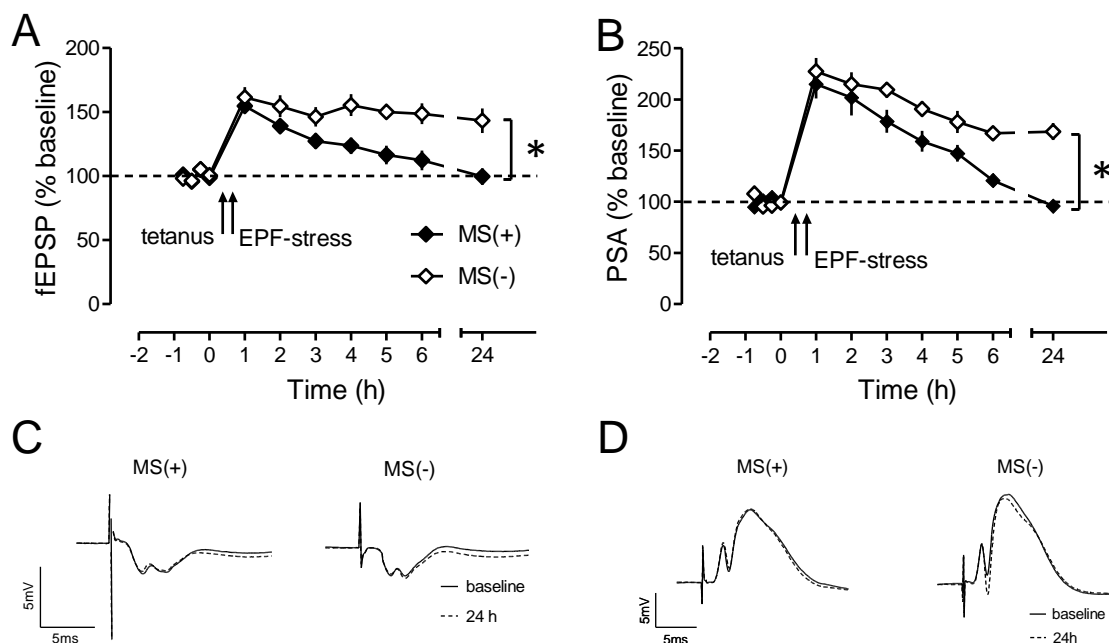 A
fEPSP (% baseline)
200
150
100
50
0
tetanus
EPF-stress
*
MS(+)
MS(-)
-2 -1 0 1 2 3 4 5 6 24
Time (h)
B
PSA (% baseline)
250
200
150
100
50
0
tetanus
EPF-stress
*
-2 -1 0 1 2 3 4 5 6 24
Time (h)
C
MS(+)
MS(-)
5mV
5ms
baseline
24 h
D
MS(+)
MS(-)
5mV
5ms
baseline
24h